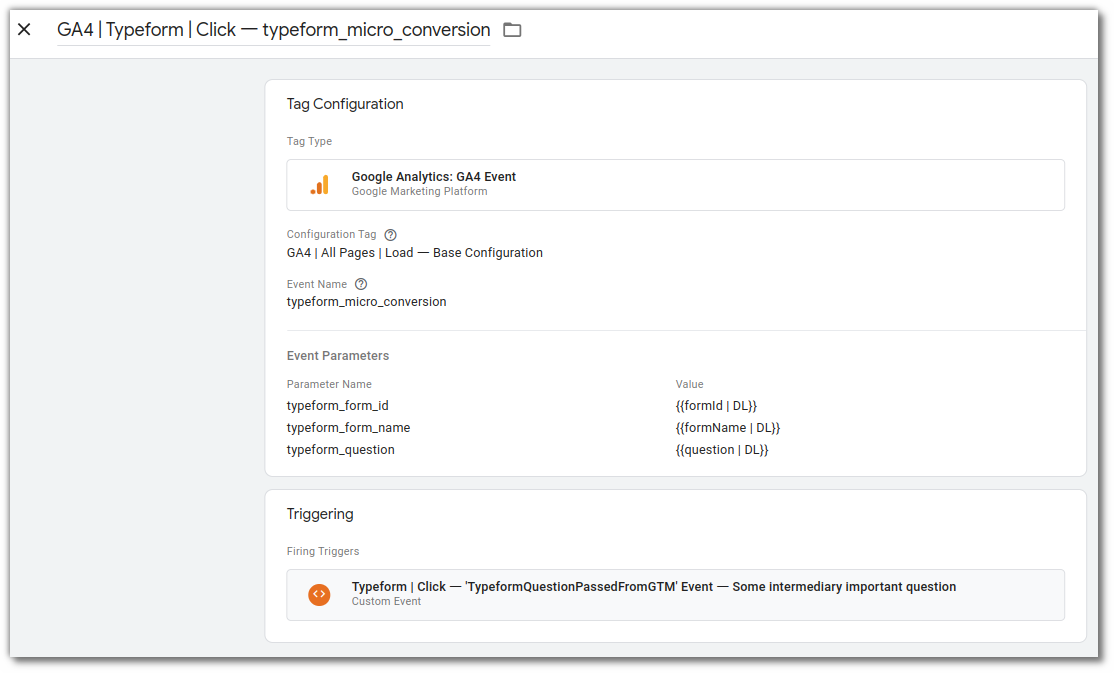 GA4 | Typeform | Click — typeform_micro_conversion
Tag Configuration
Tag Type
Google Analytics: GA4 Event
Google Marketing Platform
Configuration Tag ?
GA4 | All Pages | Load — Base Configuration
Event Name ?
typeform_micro_conversion
Event Parameters
Parameter Name Value
typeform_form_id {{formId | DL}}
typeform_form_name {{formName | DL}}
typeform_question {{question | DL}}
Triggering
Firing Triggers
Typeform | Click — 'TypeformQuestionPassedFromGTM' Event — Some intermediary important question
Custom Event